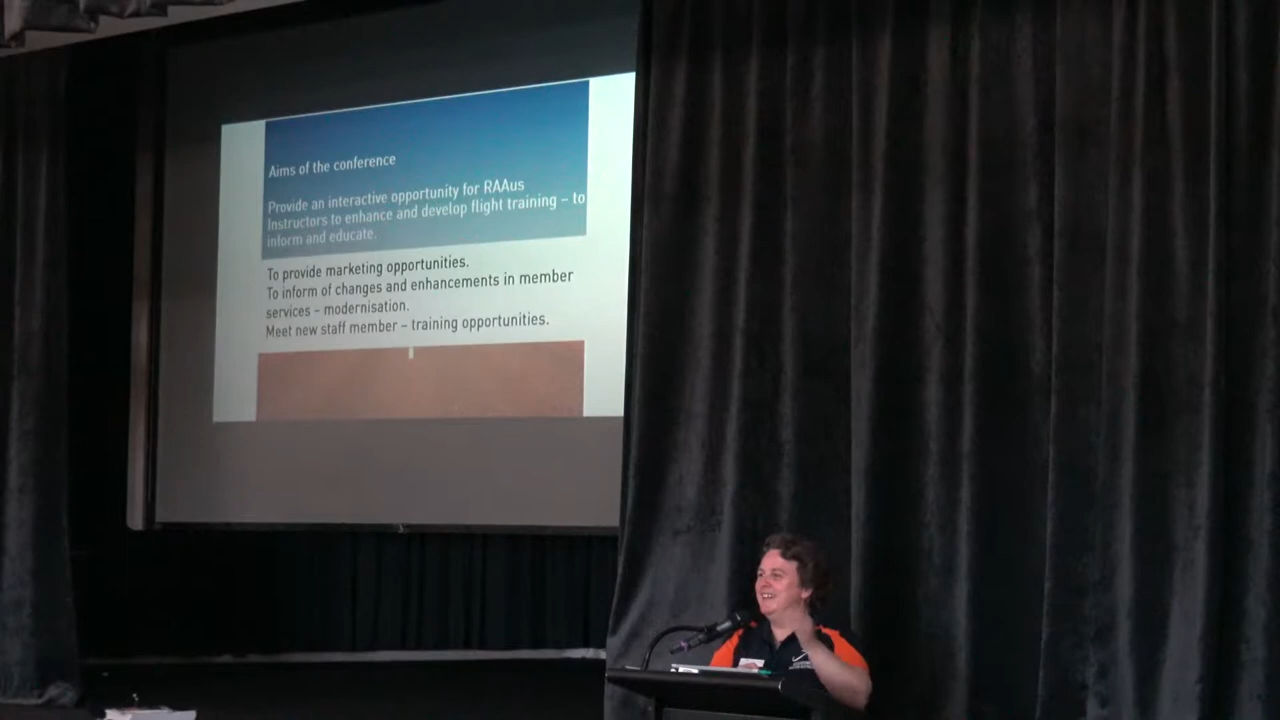 Aims of the conference
Provide an interactive opportunity for RAAus
Instructors to enhance and develop flight training – to
inform and educate.
To provide marketing opportunities.
To inform of changes and enhancements in member
services – modernisation.
Meet new staff member – training opportunities.